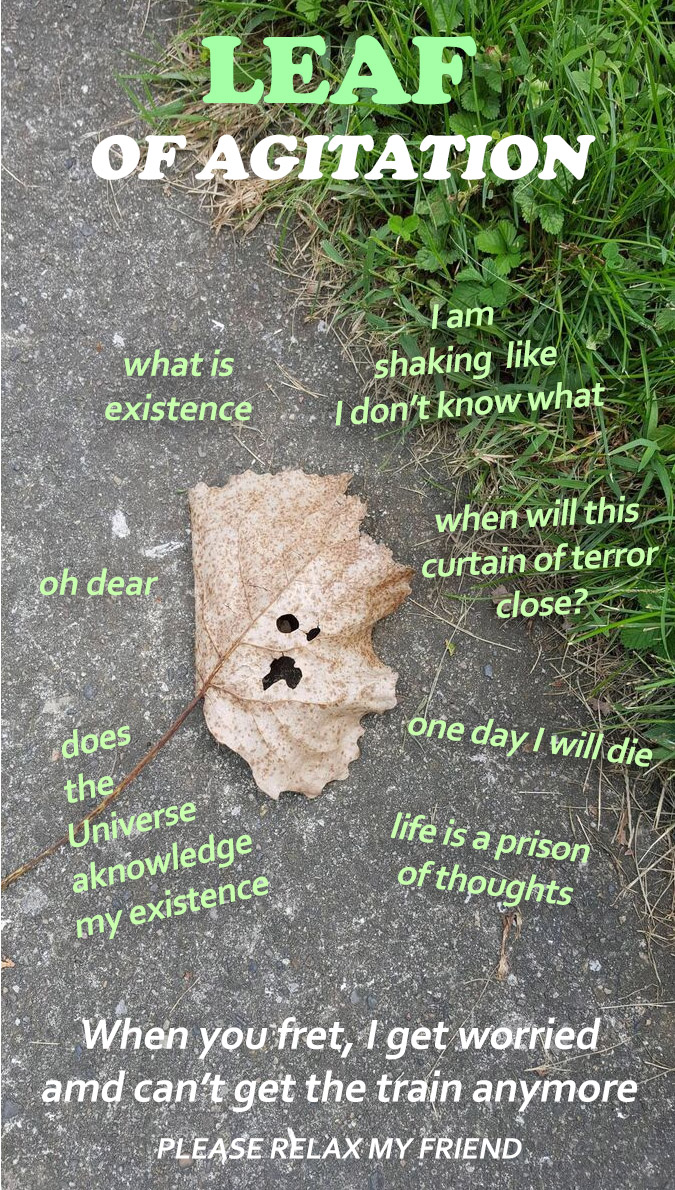 LEAF
OF AGITATION
I am
shaking like
I don't know what
what is
existence
when will this
curtain of terror
close?
oh dear
one day I will die
does
the
Universe
aknowledge
my existence
life is a prison
of thoughts
When you fret, I get worried
amd can't get the train anymore
PLEASE RELAX MY FRIEND